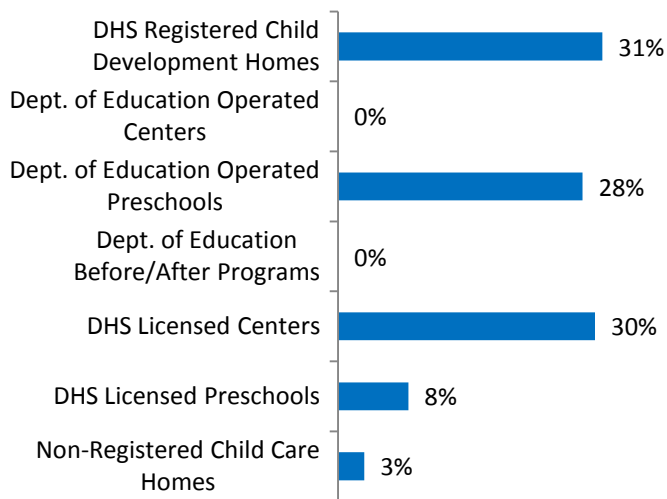 DHS Registered Child
Development Homes
31%
Dept. of Education Operated
Centers
0%
Dept. of Education Operated
Preschools
28%
Dept. of Education
Before/After Programs
0%
DHS Licensed Centers
30%
DHS Licensed Preschools
8%
Non-Registered Child Care
Homes
3%